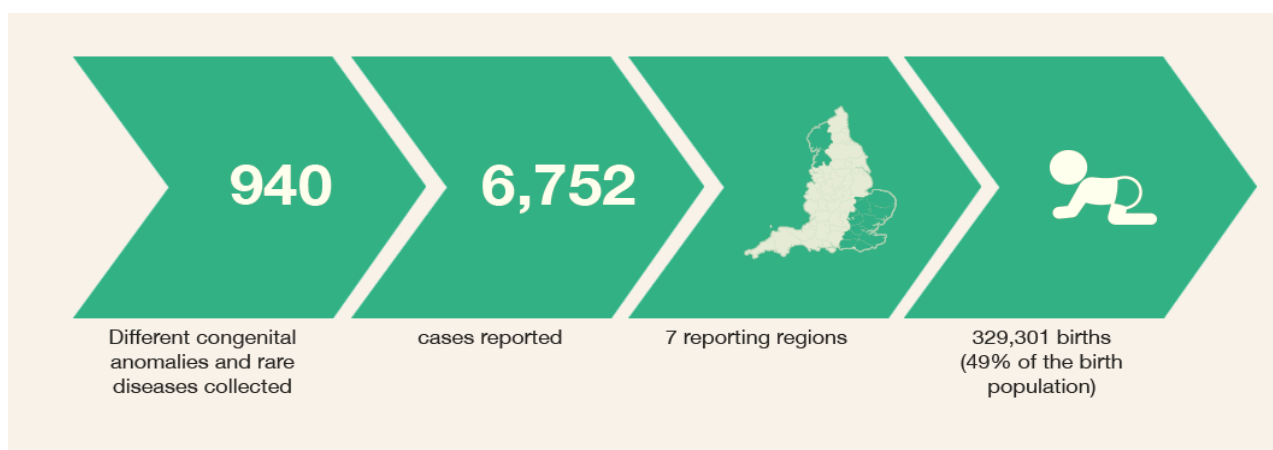 940
6,752
Different congenital
anomalies and rare
diseases collected
cases reported
7 reporting regions
329,301 births
(49% of the birth
population)